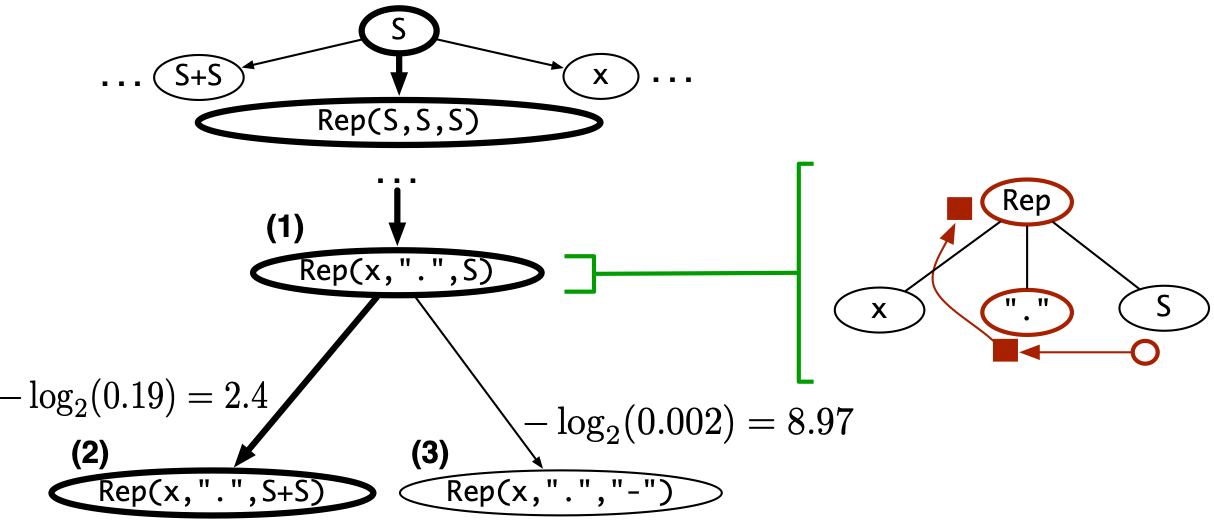 S
... S+S
x ...
Rep(S,S,S)
...
(1)
Rep(x,".",S)
Rep
x
"."
S
−log₂(0.19) = 2.4
−log₂(0.002) = 8.97
(2)
(3)
Rep(x,".",S+S)
Rep(x,".","-")